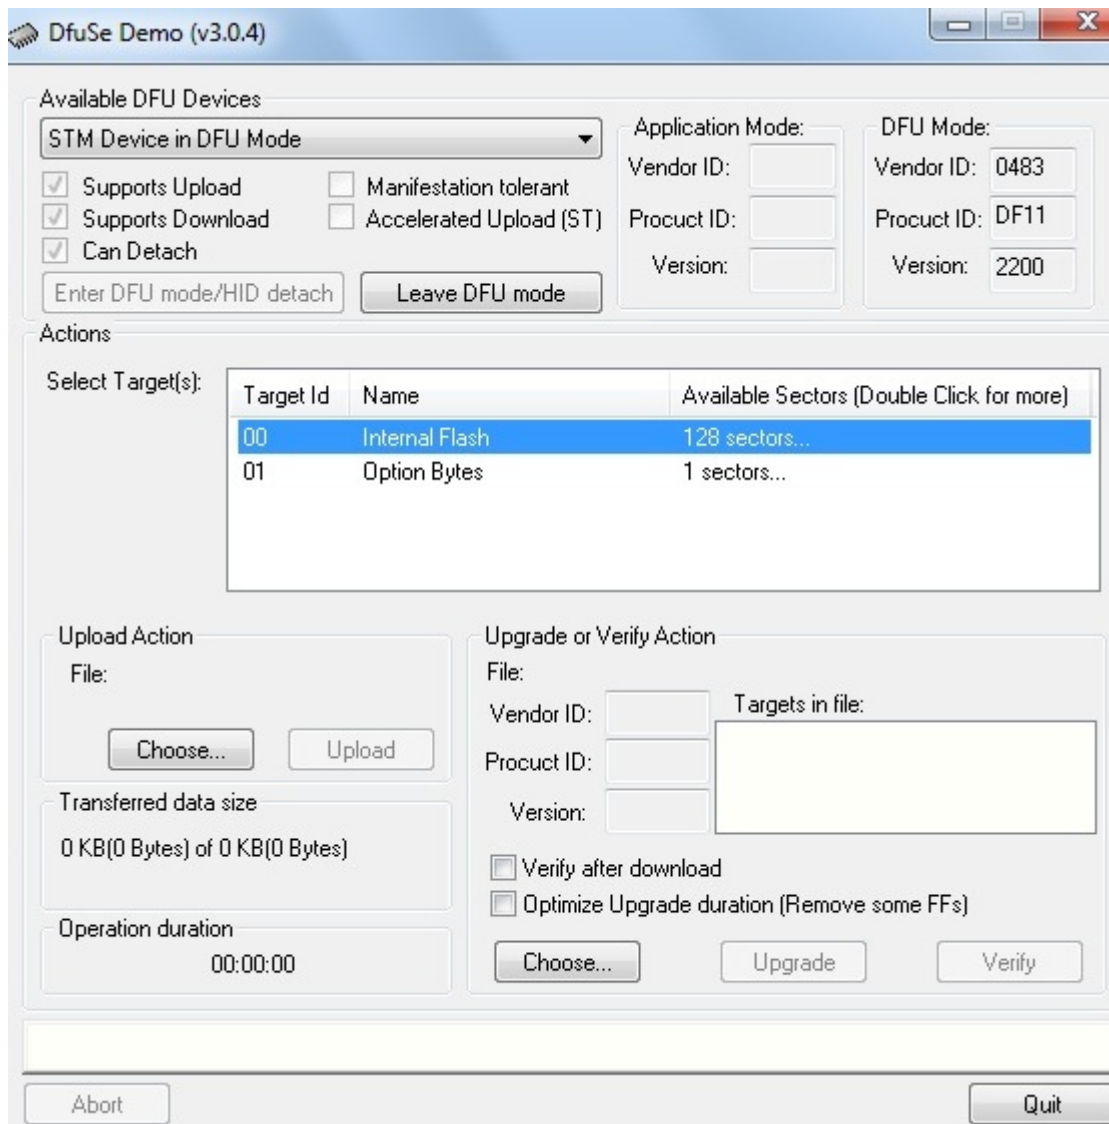 DfuSe Demo (v3.0.4)
Available DFU Devices
STM Device in DFU Mode
Supports Upload
Manifestation tolerant
Supports Download
Accelerated Upload (ST)
Can Detach
Enter DFU mode/HID detach
Leave DFU mode
Application Mode:
Vendor ID:
Procuct ID:
Version:
DFU Mode:
Vendor ID: 0483
Procuct ID: DF11
Version: 2200
Actions
Select Target(s):
Target Id Name Available Sectors (Double Click for more)
00 Internal Flash 128 sectors...
01 Option Bytes 1 sectors...
Upload Action
File:
Choose... Upload
Transferred data size
0 KB(0 Bytes) of 0 KB(0 Bytes)
Operation duration
00:00:00
Upgrade or Verify Action
File:
Vendor ID:
Procuct ID:
Version:
Targets in file:
Verify after download
Optimize Upgrade duration (Remove some FFs)
Choose... Upgrade Verify
Abort Quit